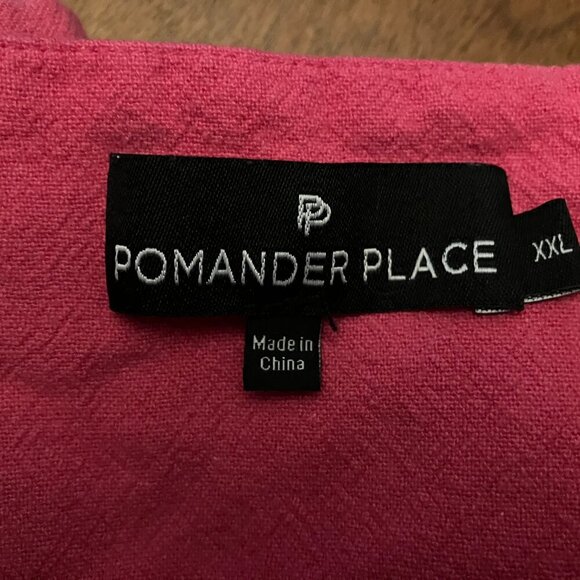 PP
POMANDER PLACE
XXL
Made in
China